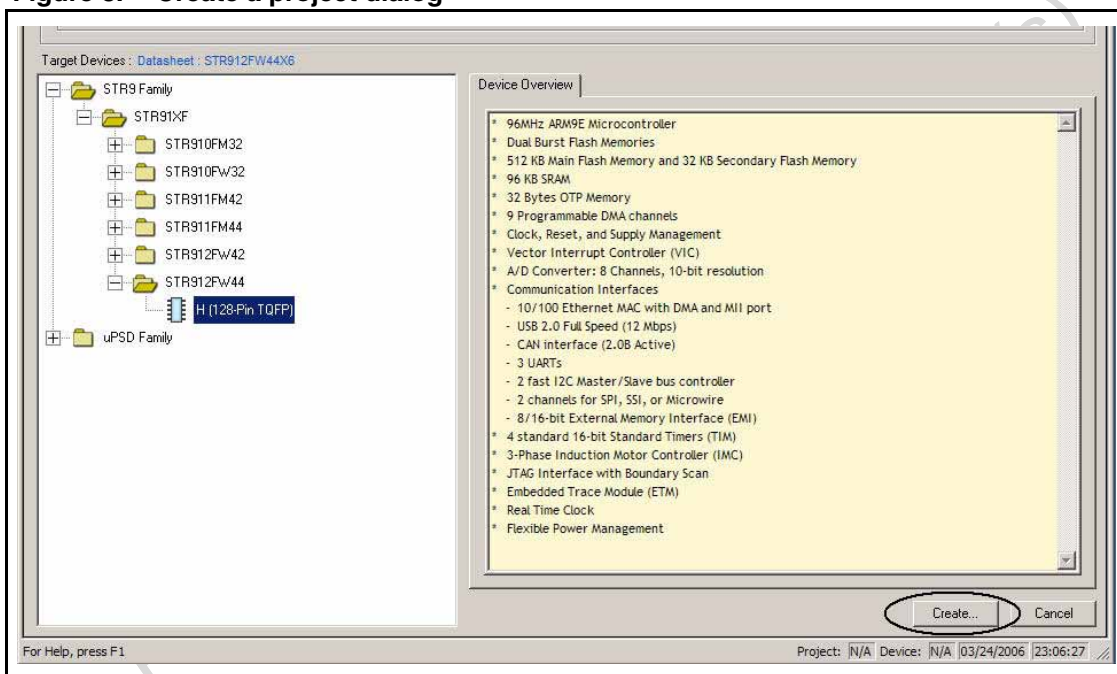 Create a project dialog
Target Devices : Datasheet : STR912FW44X6
STR9 Family
STR91XF
STR910FM32
STR910FW32
STR911FM42
STR911FM44
STR912FW42
STR912FW44
H (128-Pin TQFP)
uPSD Family
Device Overview
* 96MHz ARM9E Microcontroller
* Dual Burst Flash Memories
* 512 KB Main Flash Memory and 32 KB Secondary Flash Memory
* 96 KB SRAM
* 32 Bytes OTP Memory
* 9 Programmable DMA channels
* Clock, Reset, and Supply Management
* Vector Interrupt Controller (VIC)
* A/D Converter: 8 Channels, 10-bit resolution
* Communication Interfaces
- 10/100 Ethernet MAC with DMA and MII port
- USB 2.0 Full Speed (12 Mbps)
- CAN interface (2.0B Active)
- 3 UARTs
- 2 fast I2C Master/Slave bus controller
- 2 channels for SPI, SSI, or Microwire
- 8/16-bit External Memory Interface (EMI)
* 4 standard 16-bit Standard Timers (TIM)
* 3-Phase Induction Motor Controller (IMC)
* JTAG Interface with Boundary Scan
* Embedded Trace Module (ETM)
* Real Time Clock
* Flexible Power Management
Create... Cancel
For Help, press F1
Project: N/A Device: N/A 03/24/2006 23:06:27